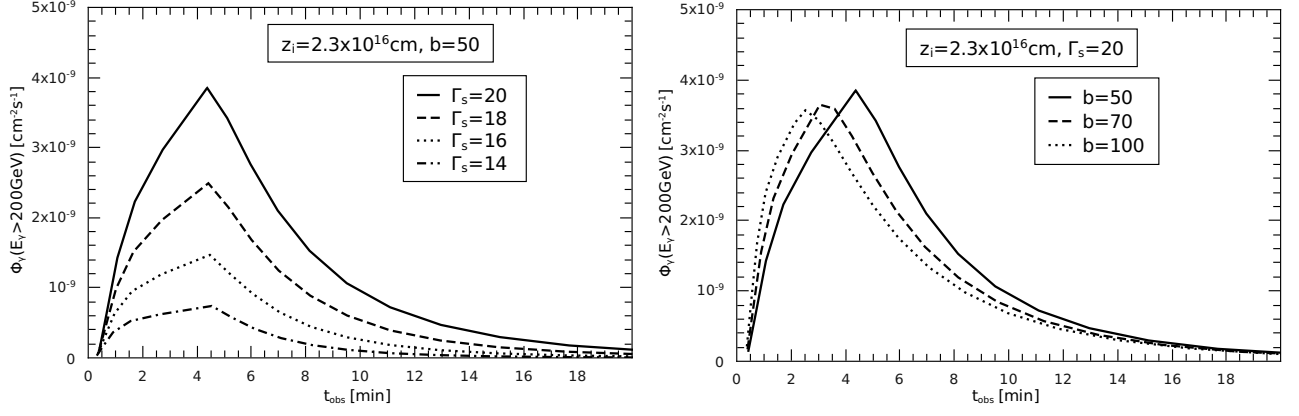 5x10⁻⁹
4x10⁻⁹
3x10⁻⁹
2x10⁻⁹
10⁻⁹
0
Φᵧ(Eᵧ>200GeV) [cm⁻²s⁻¹]
zᵢ=2.3x10¹⁶cm, b=50
Γₛ=20
Γₛ=18
Γₛ=16
Γₛ=14
0 2 4 6 8 10 12 14 16 18
t_obs [min]
5x10⁻⁹
4x10⁻⁹
3x10⁻⁹
2x10⁻⁹
10⁻⁹
0
Φᵧ(Eᵧ>200GeV) [cm⁻²s⁻¹]
zᵢ=2.3x10¹⁶cm, Γₛ=20
b=50
b=70
b=100
0 2 4 6 8 10 12 14 16 18
t_obs [min]